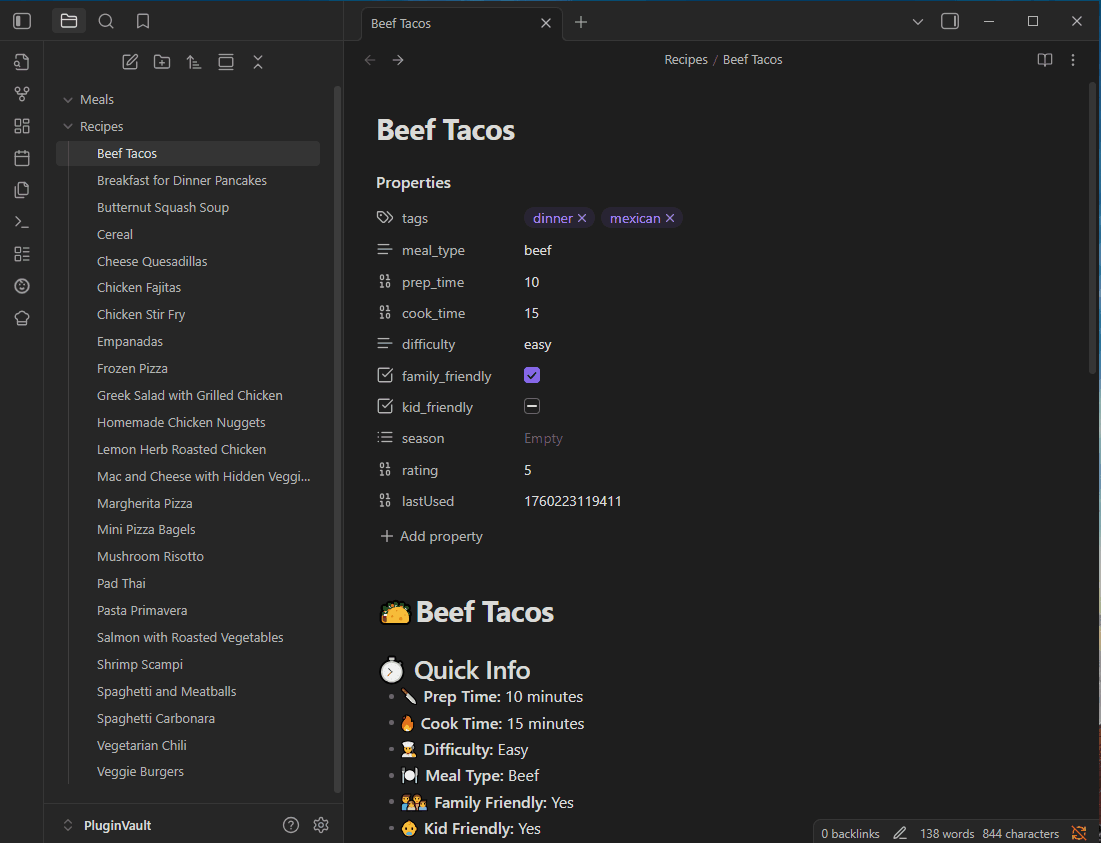 Beef Tacos
Recipes / Beef Tacos
Meals
Recipes
Beef Tacos
Breakfast for Dinner Pancakes
Butternut Squash Soup
Cereal
Cheese Quesadillas
Chicken Fajitas
Chicken Stir Fry
Empanadas
Frozen Pizza
Greek Salad with Grilled Chicken
Homemade Chicken Nuggets
Lemon Herb Roasted Chicken
Mac and Cheese with Hidden Veggi...
Margherita Pizza
Mini Pizza Bagels
Mushroom Risotto
Pad Thai
Pasta Primavera
Salmon with Roasted Vegetables
Shrimp Scampi
Spaghetti and Meatballs
Spaghetti Carbonara
Vegetarian Chili
Veggie Burgers
PluginVault
Beef Tacos
Properties
tags dinner mexican
meal_type beef
prep_time 10
cook_time 15
difficulty easy
family_friendly
kid_friendly
season Empty
rating 5
lastUsed 1760223119411
Add property
🌮 Beef Tacos
⏱ Quick Info
🔪 Prep Time: 10 minutes
🔥 Cook Time: 15 minutes
👨‍🍳 Difficulty: Easy
🍽 Meal Type: Beef
👨‍👩‍👧 Family Friendly: Yes
👶 Kid Friendly: Yes
0 backlinks 138 words 844 characters